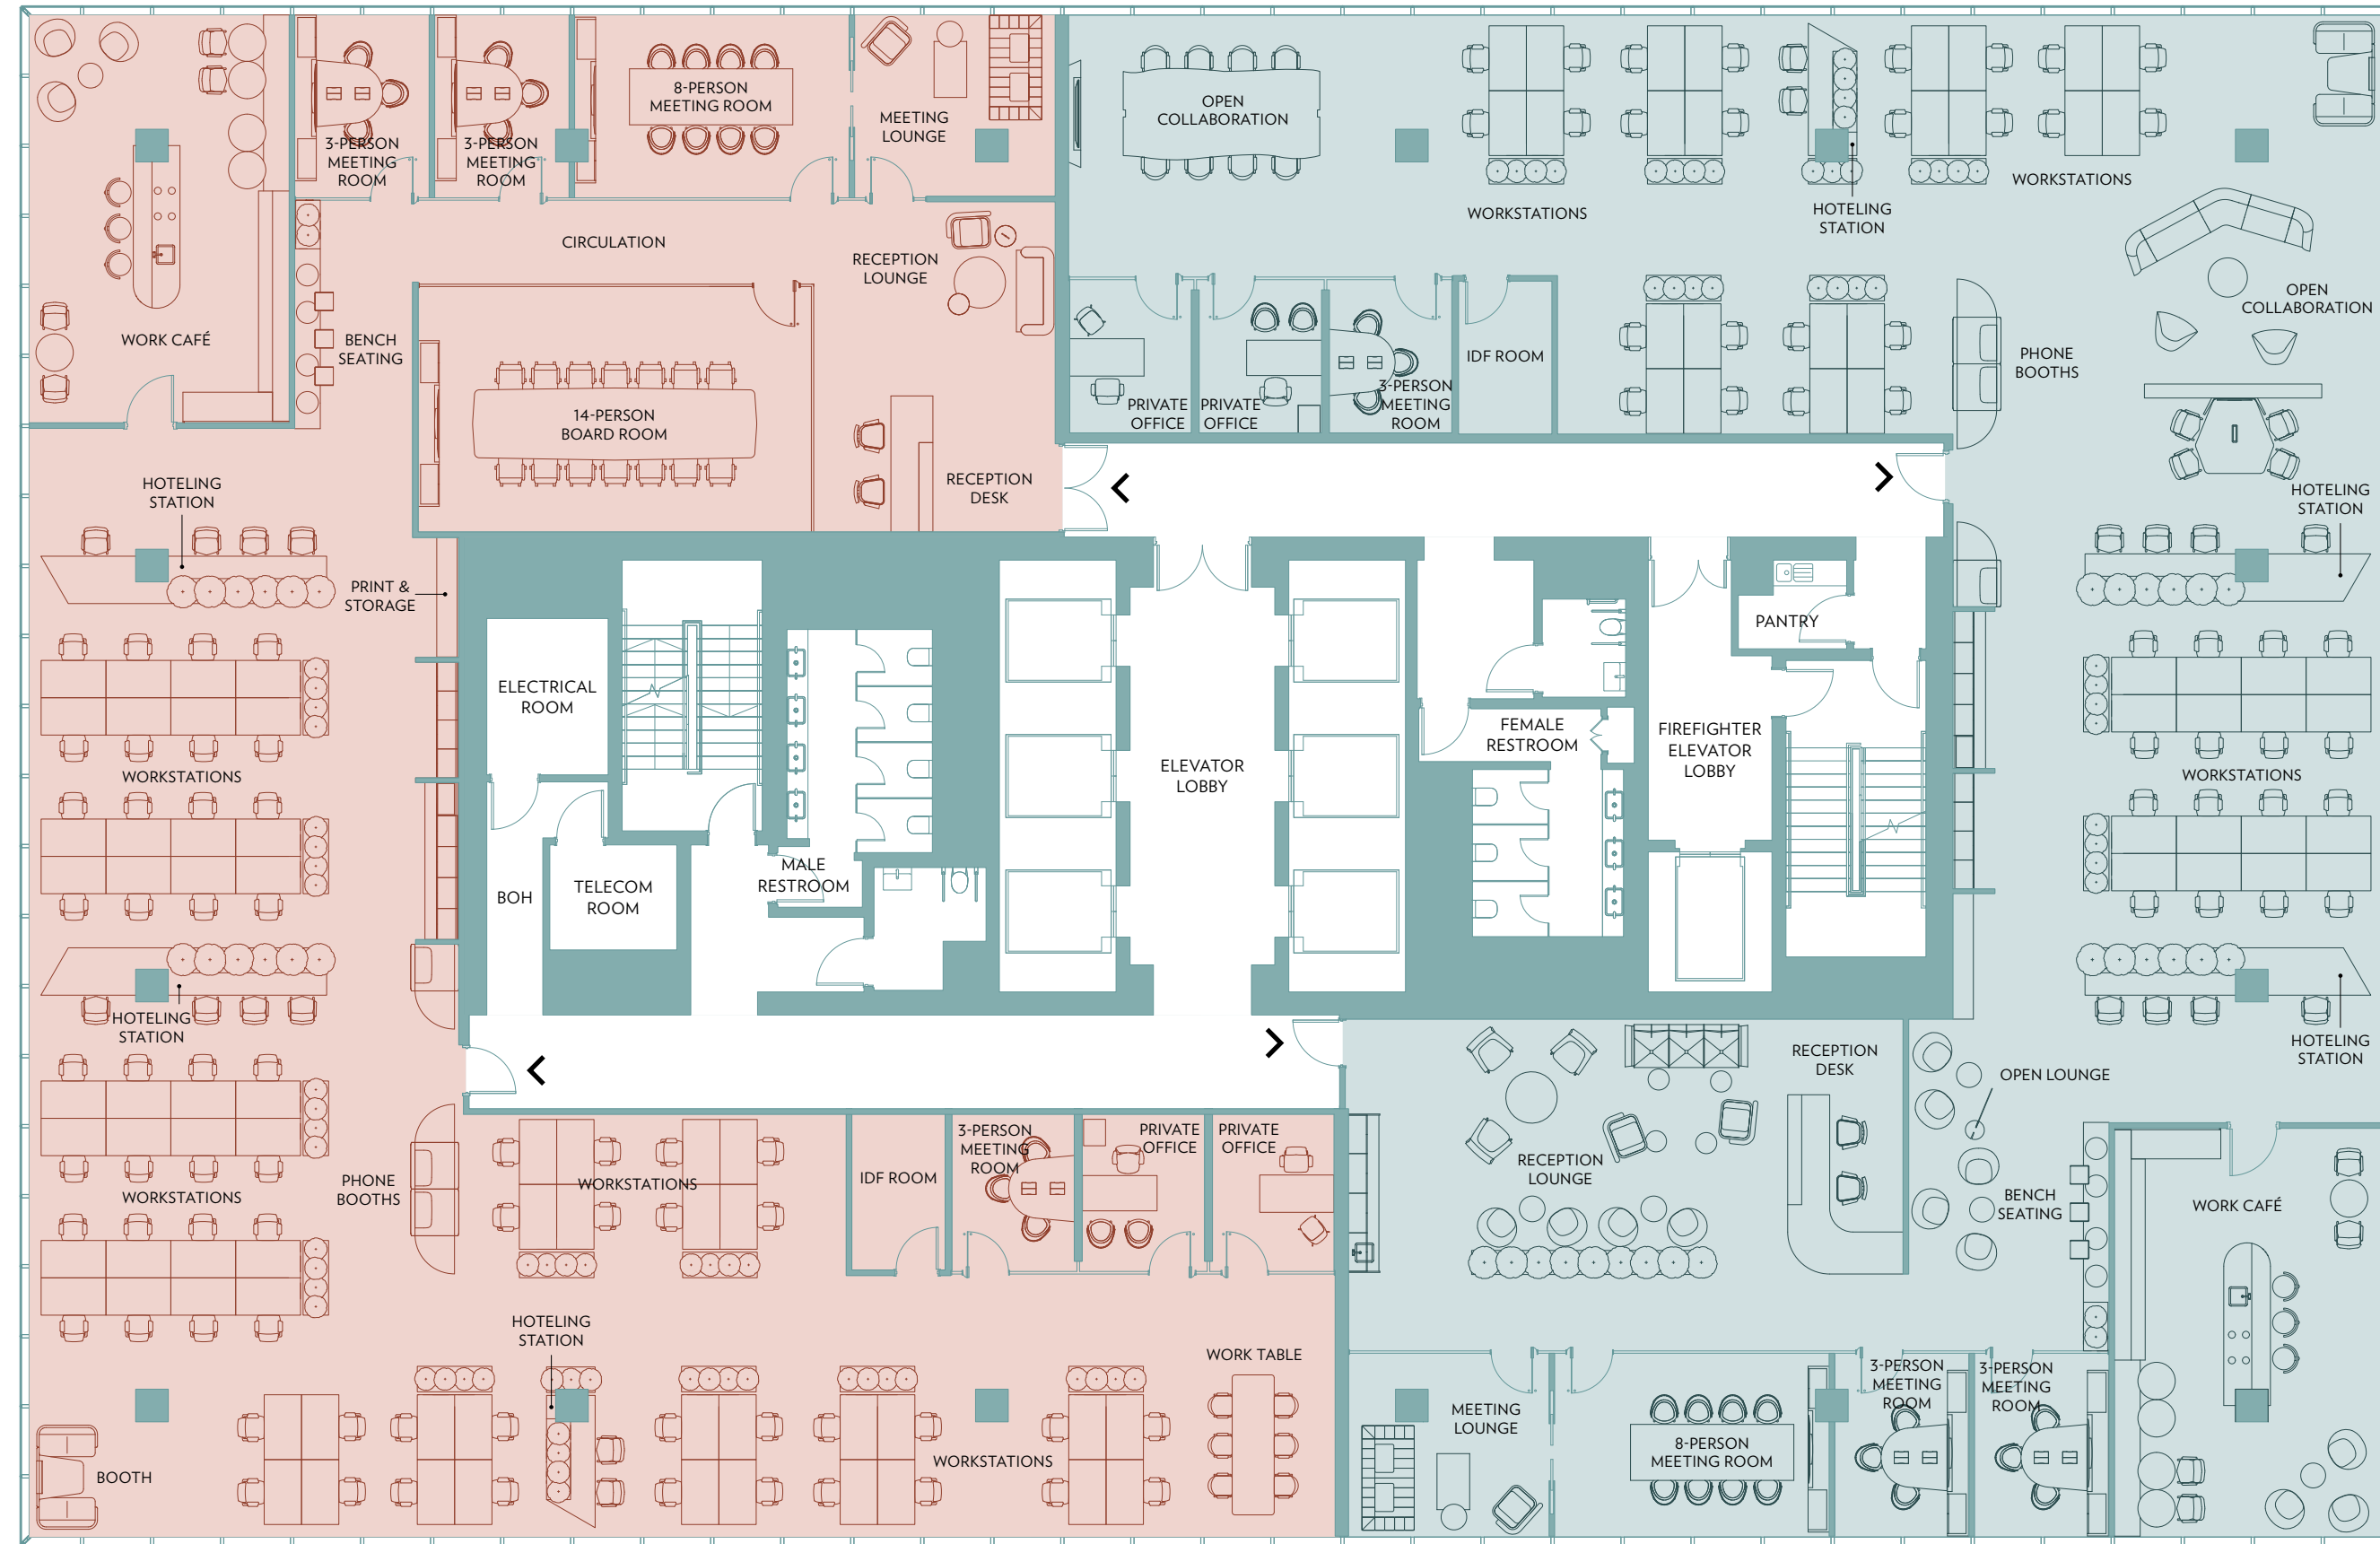 3-PERSON
MEETING
ROOM
3-PERSON
MEETING
ROOM
8-PERSON
MEETING ROOM
MEETING
LOUNGE
OPEN
COLLABORATION
WORKSTATIONS
HOTELING
STATION
WORKSTATIONS
CIRCULATION
RECEPTION
LOUNGE
WORK CAFÉ
BENCH
SEATING
14-PERSON
BOARD ROOM
RECEPTION
DESK
PRIVATE
OFFICE
PRIVATE
OFFICE
3-PERSON
MEETING
ROOM
IDF ROOM
PHONE
BOOTHS
OPEN
COLLABORATION
HOTELING
STATION
HOTELING
STATION
PRINT &
STORAGE
PANTRY
ELECTRICAL
ROOM
ELEVATOR
LOBBY
FEMALE
RESTROOM
FIREFIGHTER
ELEVATOR
LOBBY
WORKSTATIONS
WORKSTATIONS
BOH
TELECOM
ROOM
MALE
RESTROOM
HOTELING
STATION
HOTELING
STATION
RECEPTION
DESK
OPEN LOUNGE
WORKSTATIONS
PHONE
BOOTHS
WORKSTATIONS
IDF ROOM
3-PERSON
MEETING
ROOM
PRIVATE
OFFICE
PRIVATE
OFFICE
RECEPTION
LOUNGE
BENCH
SEATING
WORK CAFÉ
HOTELING
STATION
WORK TABLE
BOOTH
WORKSTATIONS
MEETING
LOUNGE
8-PERSON
MEETING ROOM
3-PERSON
MEETING
ROOM
3-PERSON
MEETING
ROOM